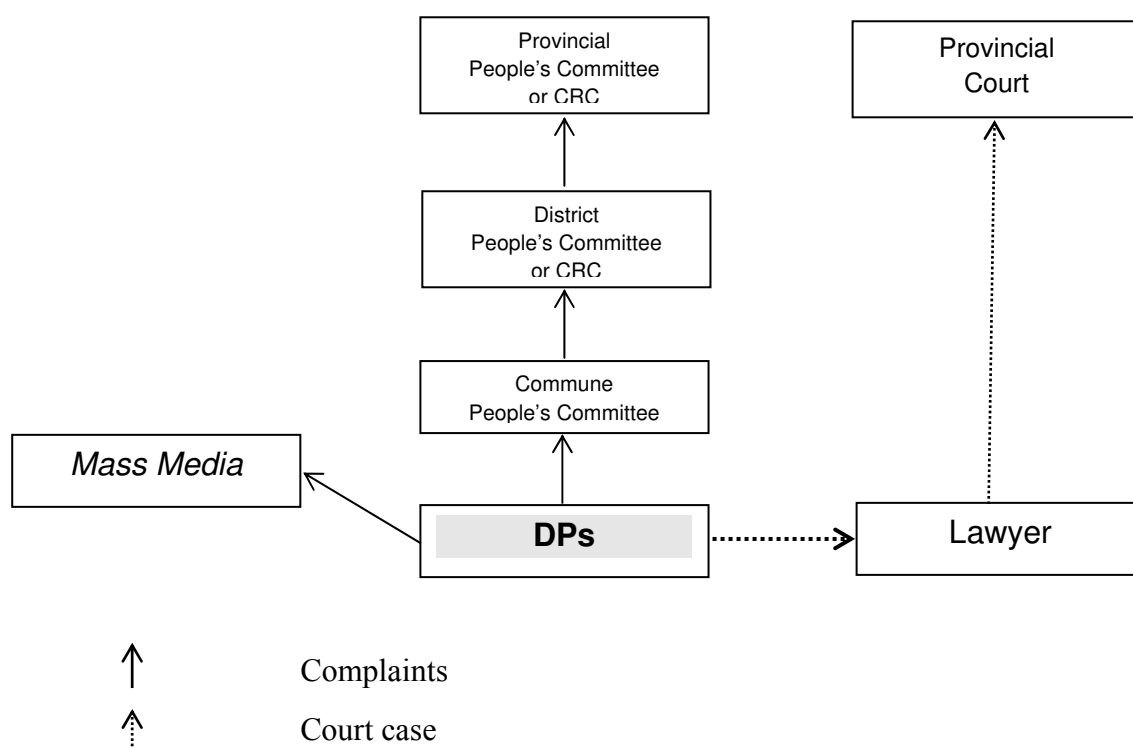 Provincial
People's Committee
or CRC
Provincial
Court
District
People's Committee
or CRC
Commune
People's Committee
Mass Media
DPs
Lawyer
Complaints
Court case